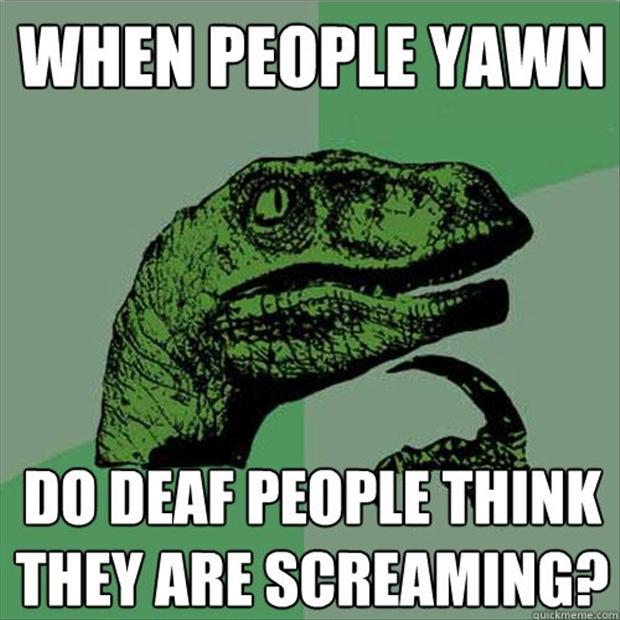 WHEN PEOPLE YAWN
DO DEAF PEOPLE THINK
THEY ARE SCREAMING?
quickmeme.com